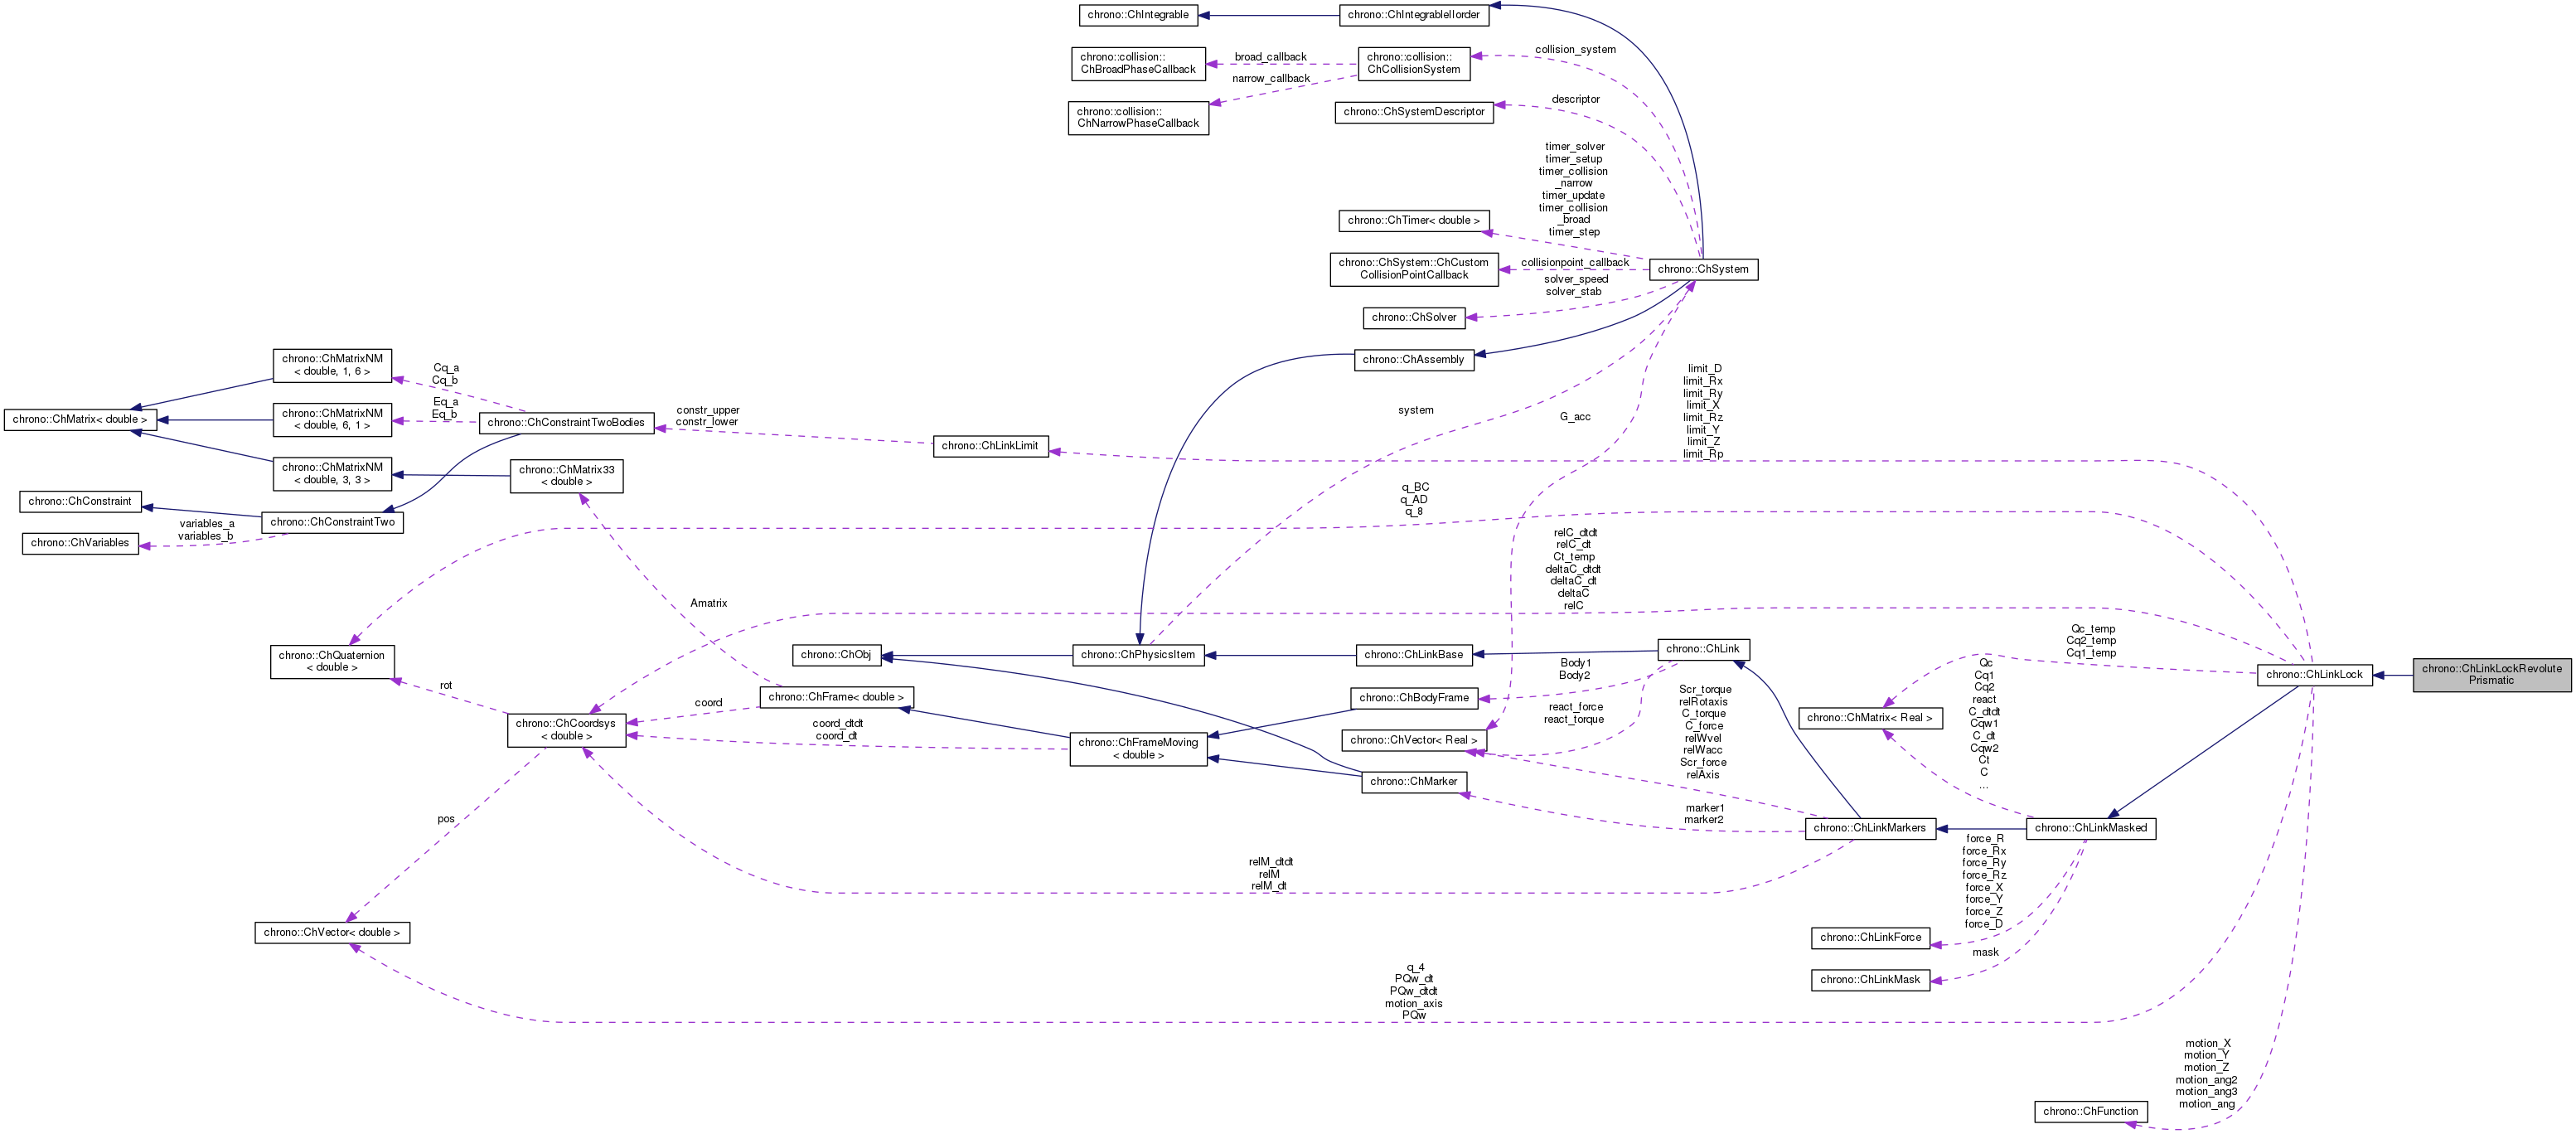 chrono::ChIntegrable
chrono::ChIntegrableIIorder
chrono::collision::
ChBroadPhaseCallback
broad_callback
chrono::collision::
ChCollisionSystem
collision_system
narrow_callback
chrono::collision::
ChNarrowPhaseCallback
chrono::ChSystemDescriptor
descriptor
timer_solver
timer_setup
timer_collision
_narrow
timer_update
timer_collision
_broad
timer_step
chrono::ChTimer< double >
chrono::ChSystem::ChCustom
CollisionPointCallback
collisionpoint_callback
chrono::ChSystem
solver_speed
solver_stab
chrono::ChSolver
chrono::ChAssembly
chrono::ChMatrixNM
< double, 1, 6 >
Cq_a
Cq_b
chrono::ChMatrix< double >
chrono::ChMatrixNM
< double, 6, 1 >
Eq_a
Eq_b
chrono::ChConstraintTwoBodies
constr_upper
constr_lower
chrono::ChLinkLimit
system
G_acc
limit_D
limit_Rx
limit_Ry
limit_X
limit_Rz
limit_Y
limit_Z
limit_Rp
chrono::ChMatrixNM
< double, 3, 3 >
chrono::ChMatrix33
< double >
chrono::ChConstraint
chrono::ChConstraintTwo
chrono::ChVariables
variables_a
variables_b
q_BC
q_AD
q_8
relC_dtdt
relC_dt
Ct_temp
deltaC_dtdt
deltaC_dt
deltaC
relC
Amatrix
chrono::ChQuaternion
< double >
rot
chrono::ChObj
chrono::ChPhysicsItem
chrono::ChLinkBase
chrono::ChLink
Qc_temp
Cq2_temp
Cq1_temp
chrono::ChLinkLock
chrono::ChLinkLockRevolute
Prismatic
chrono::ChFrame< double >
coord
chrono::ChCoordsys
< double >
coord_dtdt
coord_dt
chrono::ChFrameMoving
< double >
Body1
Body2
chrono::ChBodyFrame
react_force
react_torque
chrono::ChVector< Real >
chrono::ChMarker
Scr_torque
relRotaxis
C_torque
C_force
relWvel
relWacc
Scr_force
relAxis
marker1
marker2
chrono::ChMatrix< Real >
Qc
Cq1
Cq2
react
C_dtdt
Cqw1
C_dt
Cqw2
Ct
C
...
chrono::ChLinkMarkers
chrono::ChLinkMasked
pos
relM_dtdt
relM
relM_dt
force_R
force_Rx
force_Ry
force_Rz
force_X
force_Y
force_Z
force_D
chrono::ChVector< double >
chrono::ChLinkForce
mask
chrono::ChLinkMask
q_4
PQw_dt
PQw_dtdt
motion_axis
PQw
motion_X
motion_Y
motion_Z
motion_ang2
motion_ang3
motion_ang
chrono::ChFunction